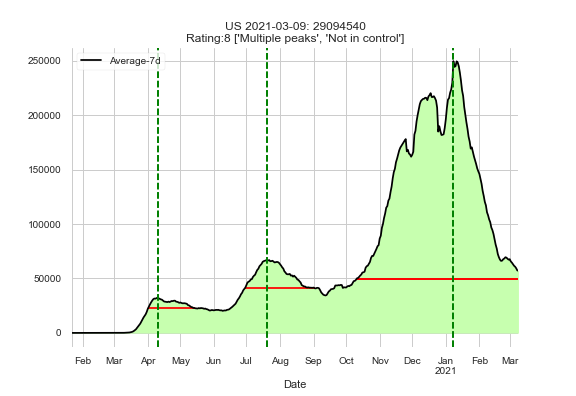 US 2021-03-09: 29094540
Rating:8 ['Multiple peaks', 'Not in control']
Average-7d
250000
200000
150000
100000
50000
0
Feb Mar Apr May Jun Jul Aug Sep Oct Nov Dec Jan Feb Mar
2021
Date